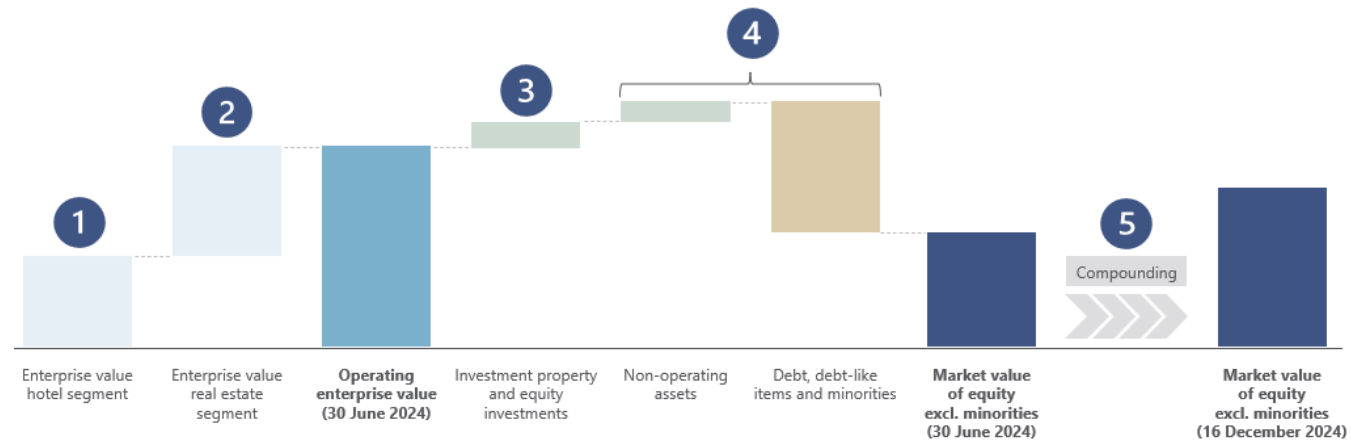 4
3
2
1
5
Compounding
Enterprise value
hotel segment
Enterprise value
real estate
segment
Operating
enterprise value
(30 June 2024)
Investment property
and equity
investments
Non-operating
assets
Debt, debt-like
items and minorities
Market value
of equity
excl. minorities
(30 June 2024)
Market value
of equity
excl. minorities
(16 December 2024)